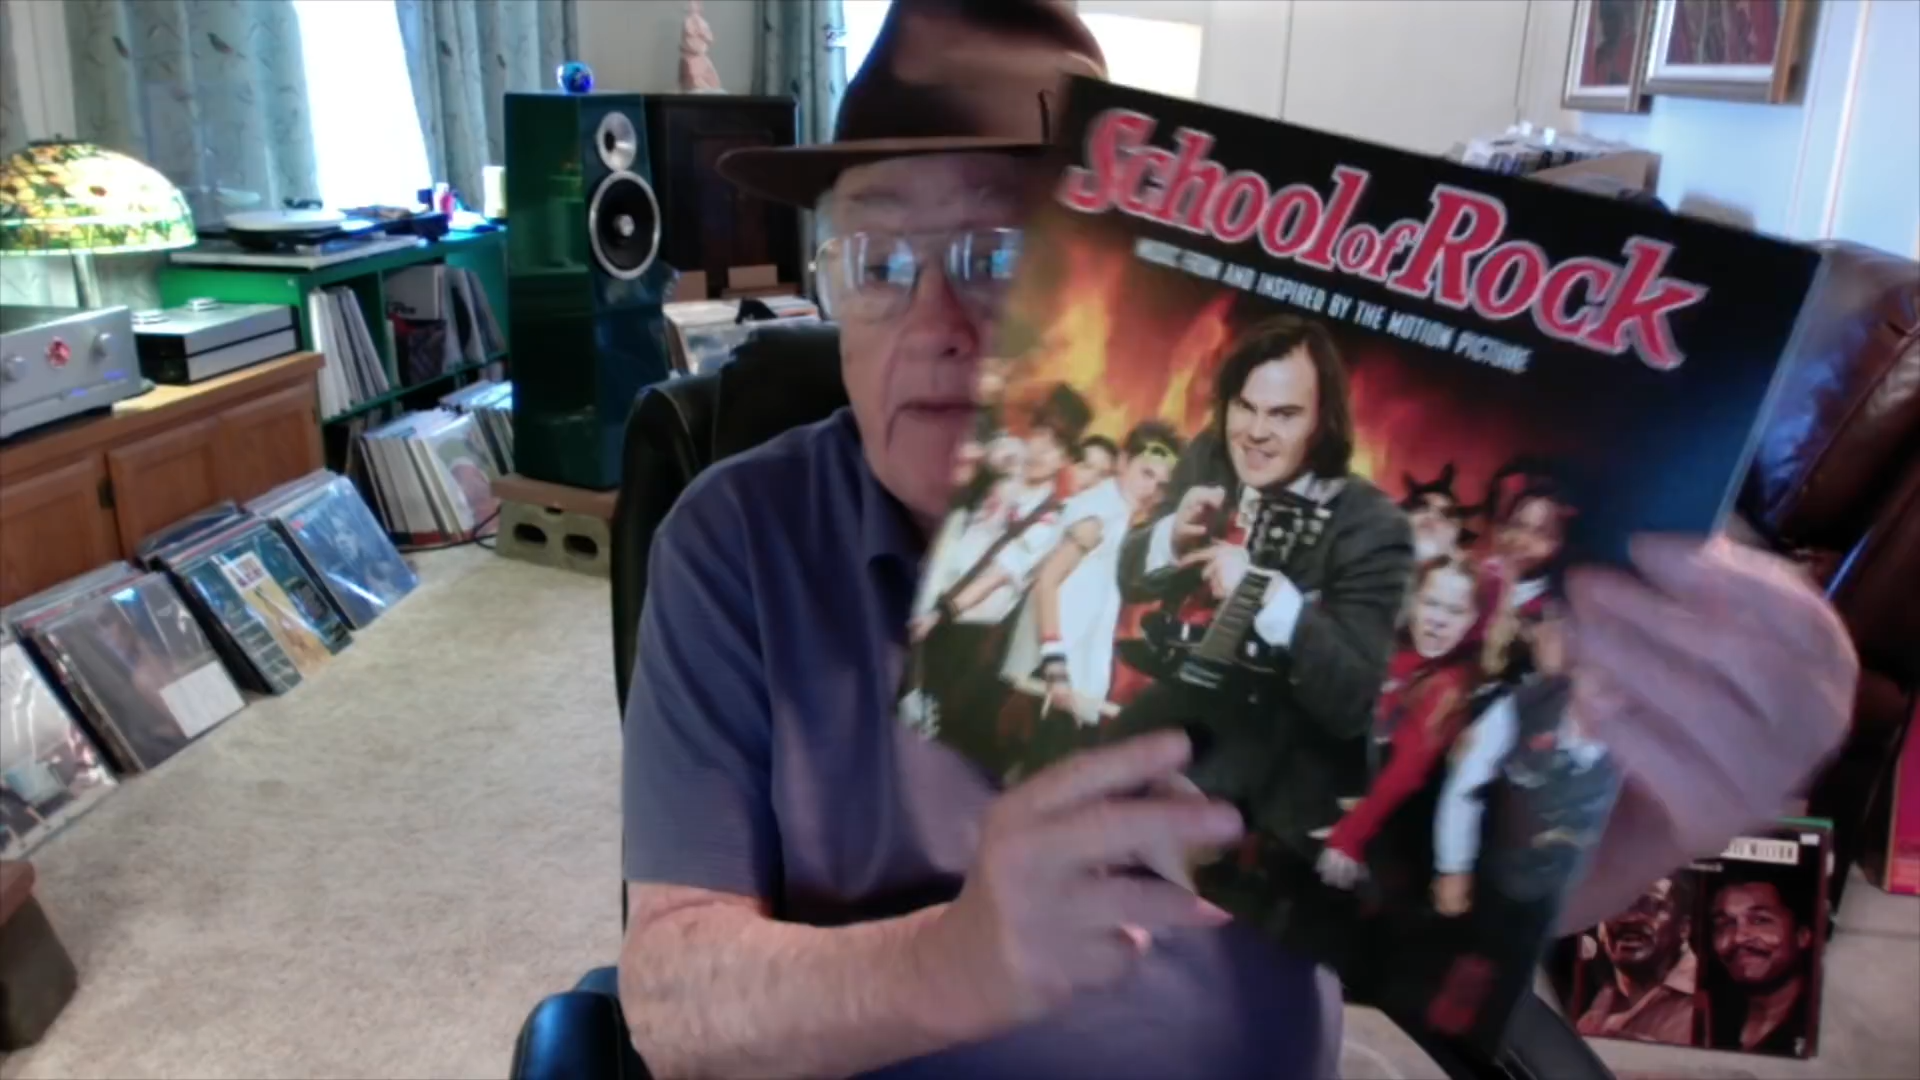 School of Rock
MUSIC FROM AND INSPIRED BY THE MOTION PICTURE